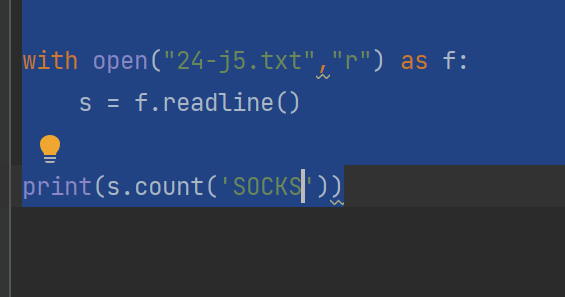 with open("24-j5.txt","r") as f:
    s = f.readline()
print(s.count('SOCKS'))